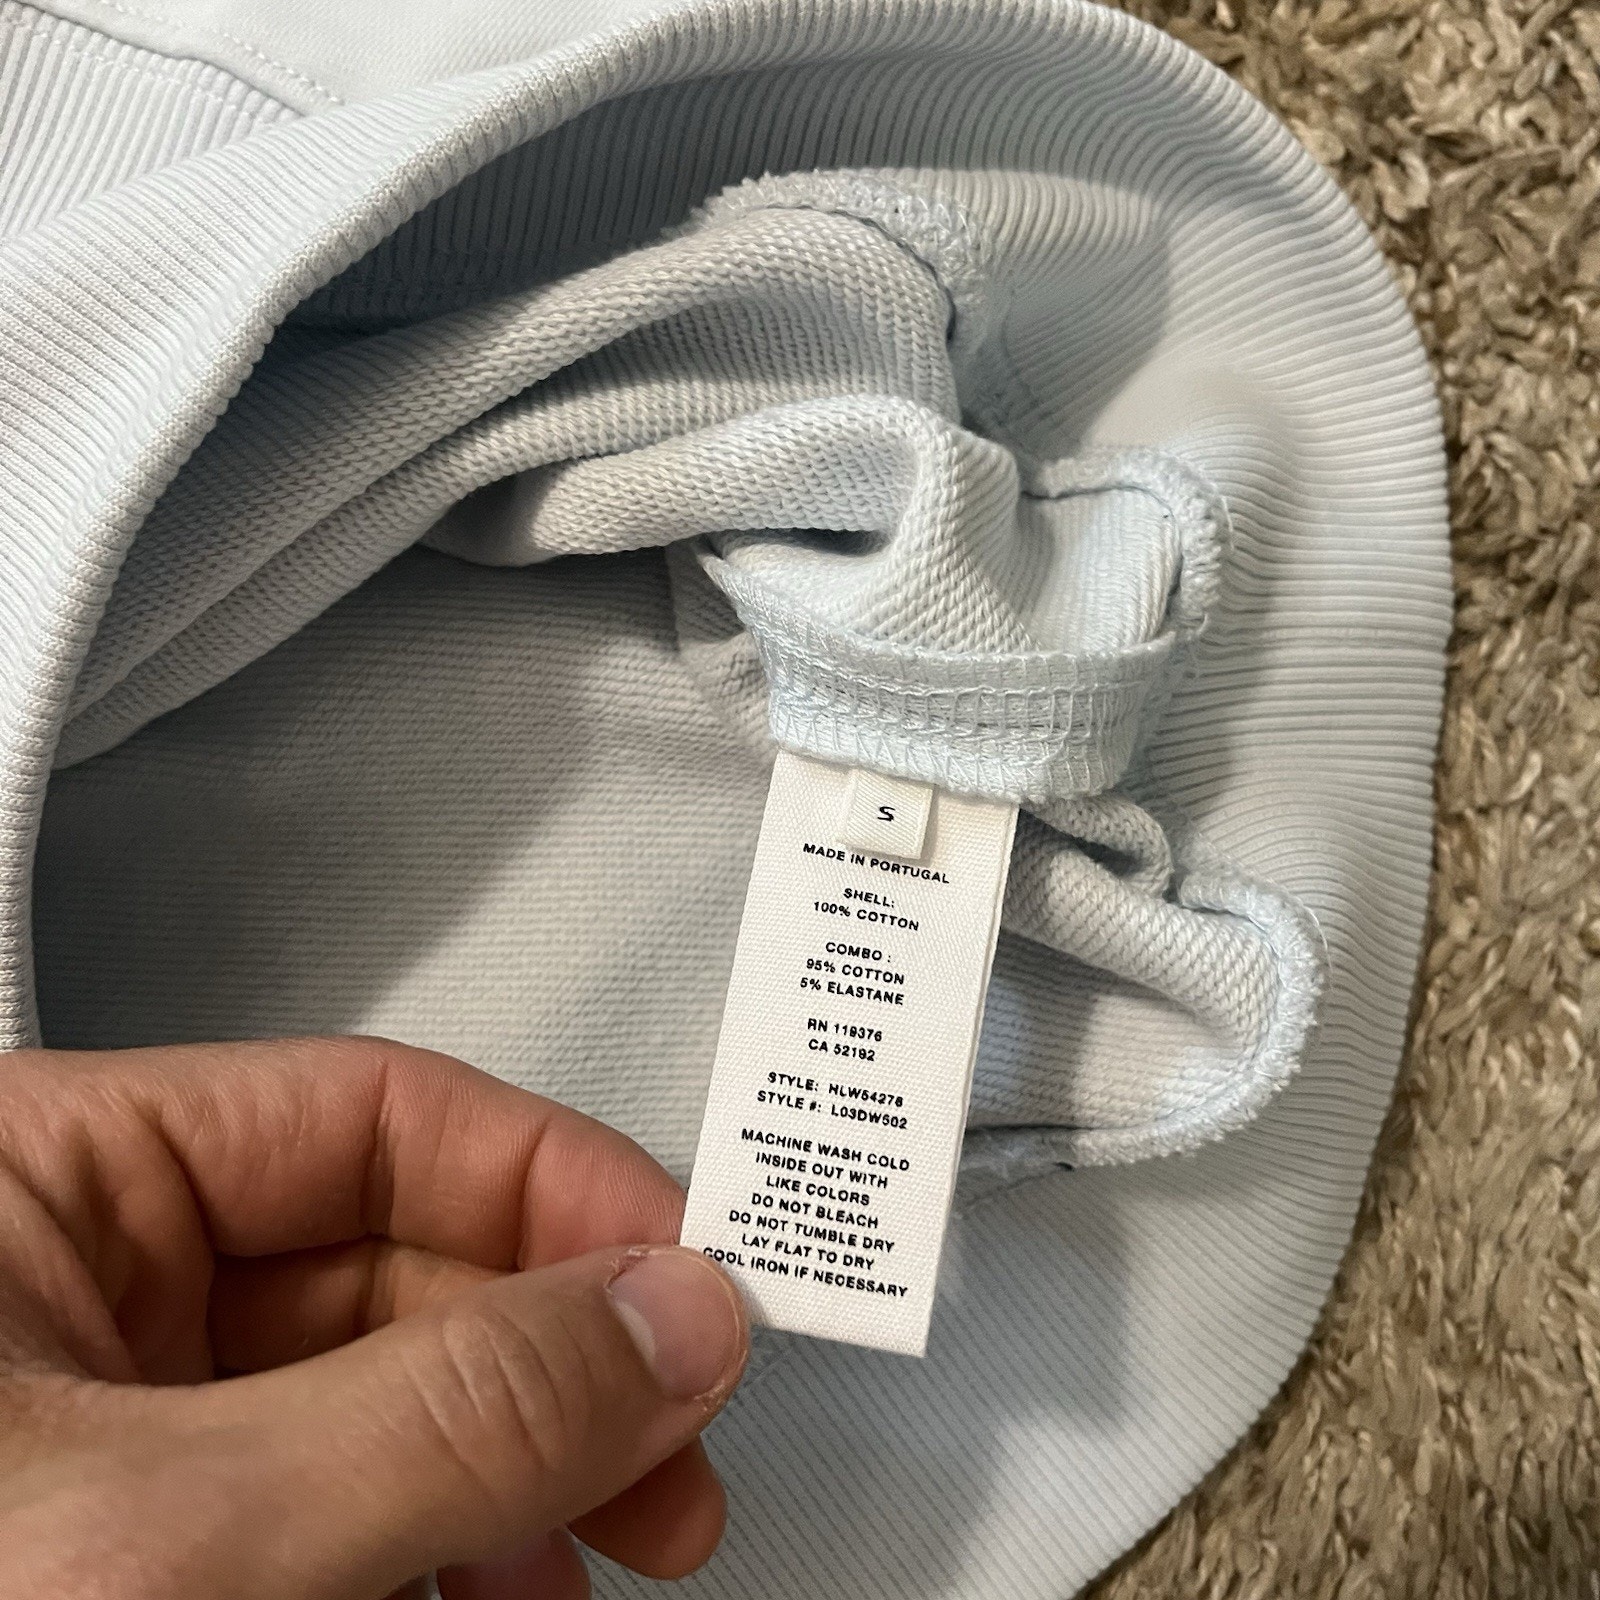 S
MADE IN PORTUGAL
SHELL:
100% COTTON
COMBO :
95% COTTON
5% ELASTANE
RN 119376
CA 52192
STYLE: HLW54276
STYLE #: L03DW502
MACHINE WASH COLD
INSIDE OUT WITH
LIKE COLORS
DO NOT BLEACH
DO NOT TUMBLE DRY
LAY FLAT TO DRY
COOL IRON IF NECESSARY